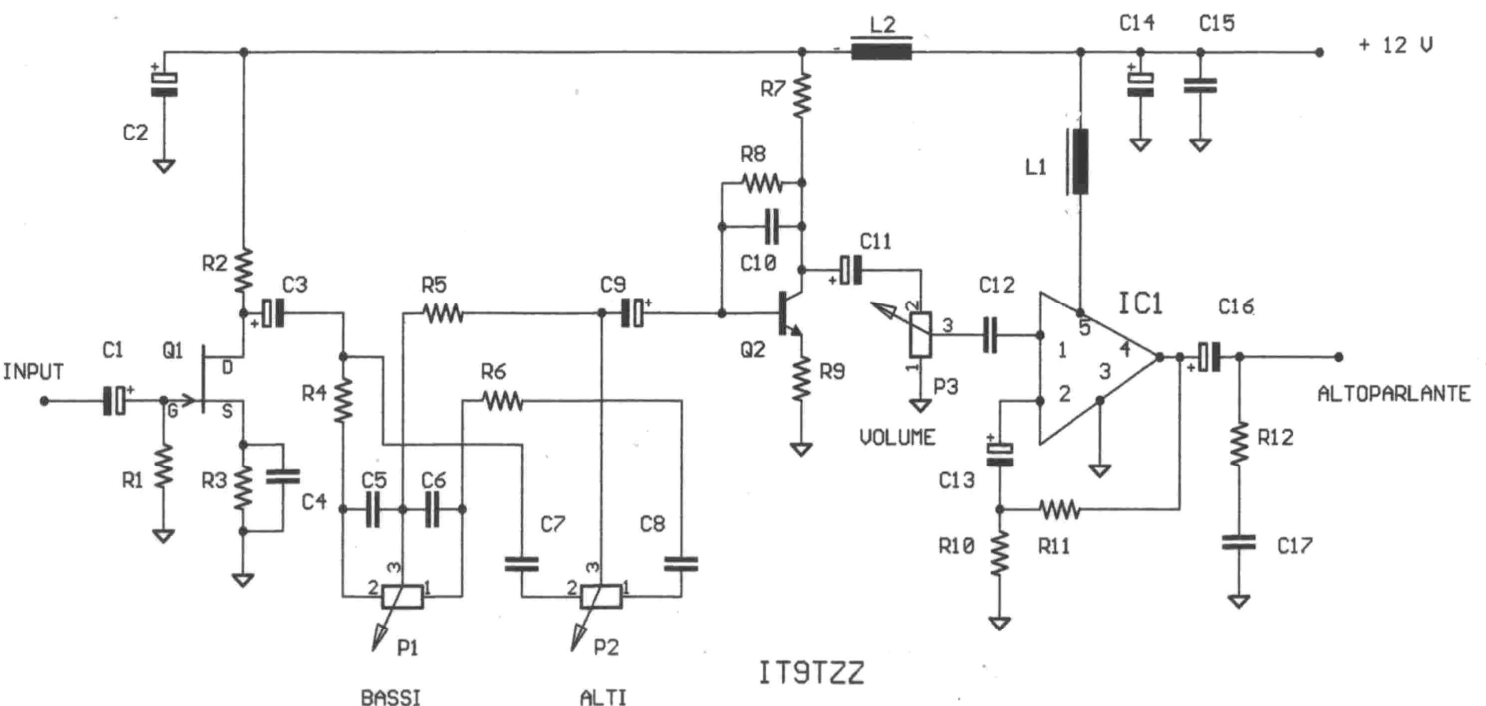 L2
C14
C15
+ 12 V
+
+
R7
C2
R8
L1
R2
C3
R5
C9
C10
C11
C12
IC1
C16
+
+
+
2
5
4
1
3
3
2
1
+
C1
Q1
D
Q2
R9
P3
INPUT
+
G
S
R4
R6
ALTOPARLANTE
VOLUME
+
R12
R1
R3
C4
C5
C6
C13
C7
C8
R10
R11
C17
2
3
1
2
3
1
P1
P2
IT9TZZ
BASSI
ALTI